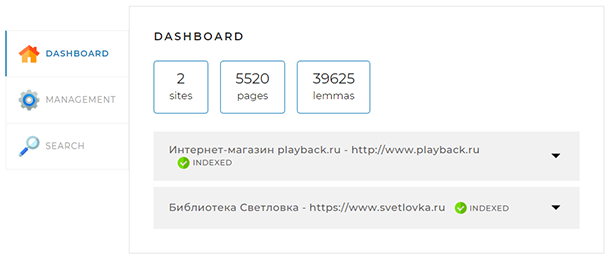 DASHBOARD
MANAGEMENT
SEARCH
DASHBOARD
2
sites
5520
pages
39625
lemmas
Интернет-магазин playback.ru - http://www.playback.ru
INDEXED
Библиотека Светловка - https://www.svetlovka.ru INDEXED